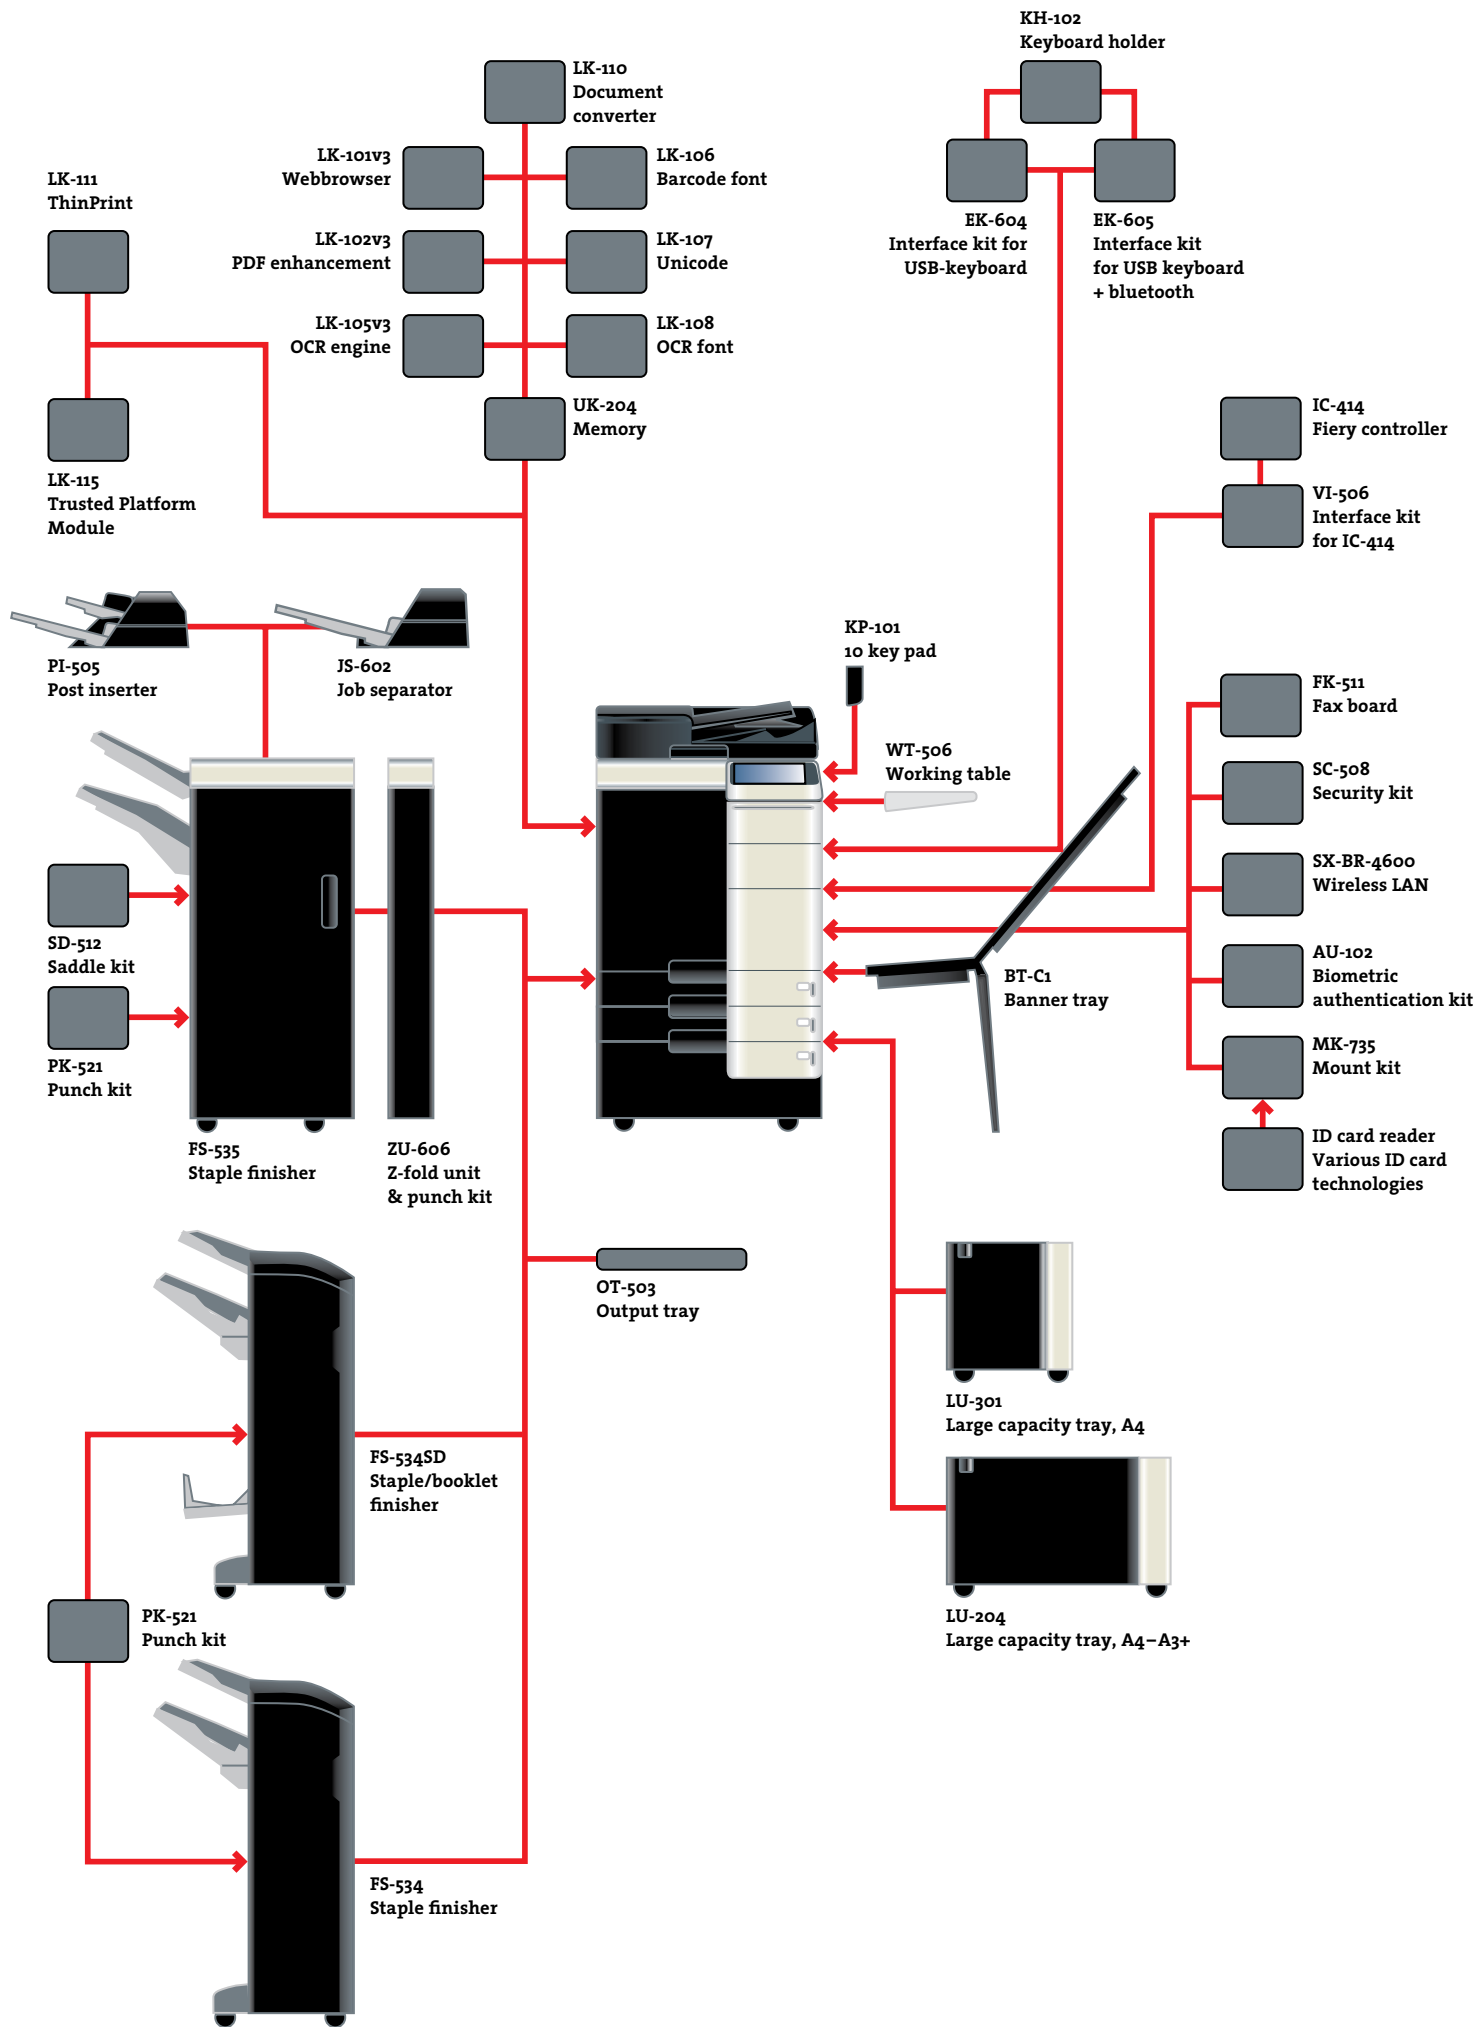 KH-102
Keyboard holder
LK-110
Document
converter
LK-101v3
Webbrowser
LK-106
Barcode font
LK-111
ThinPrint
LK-102v3
PDF enhancement
LK-107
Unicode
EK-604
Interface kit for
USB-keyboard
EK-605
Interface kit
for USB keyboard
+ bluetooth
LK-105v3
OCR engine
LK-108
OCR font
UK-204
Memory
IC-414
Fiery controller
LK-115
Trusted Platform
Module
VI-506
Interface kit
for IC-414
PI-505
Post inserter
JS-602
Job separator
KP-101
10 key pad
FK-511
Fax board
WT-506
Working table
SC-508
Security kit
SX-BR-4600
Wireless LAN
SD-512
Saddle kit
AU-102
Biometric
authentication kit
BT-C1
Banner tray
MK-735
Mount kit
PK-521
Punch kit
FS-535
Staple finisher
ZU-606
Z-fold unit
& punch kit
ID card reader
Various ID card
technologies
OT-503
Output tray
LU-301
Large capacity tray, A4
FS-534SD
Staple/booklet
finisher
PK-521
Punch kit
LU-204
Large capacity tray, A4–A3+
FS-534
Staple finisher